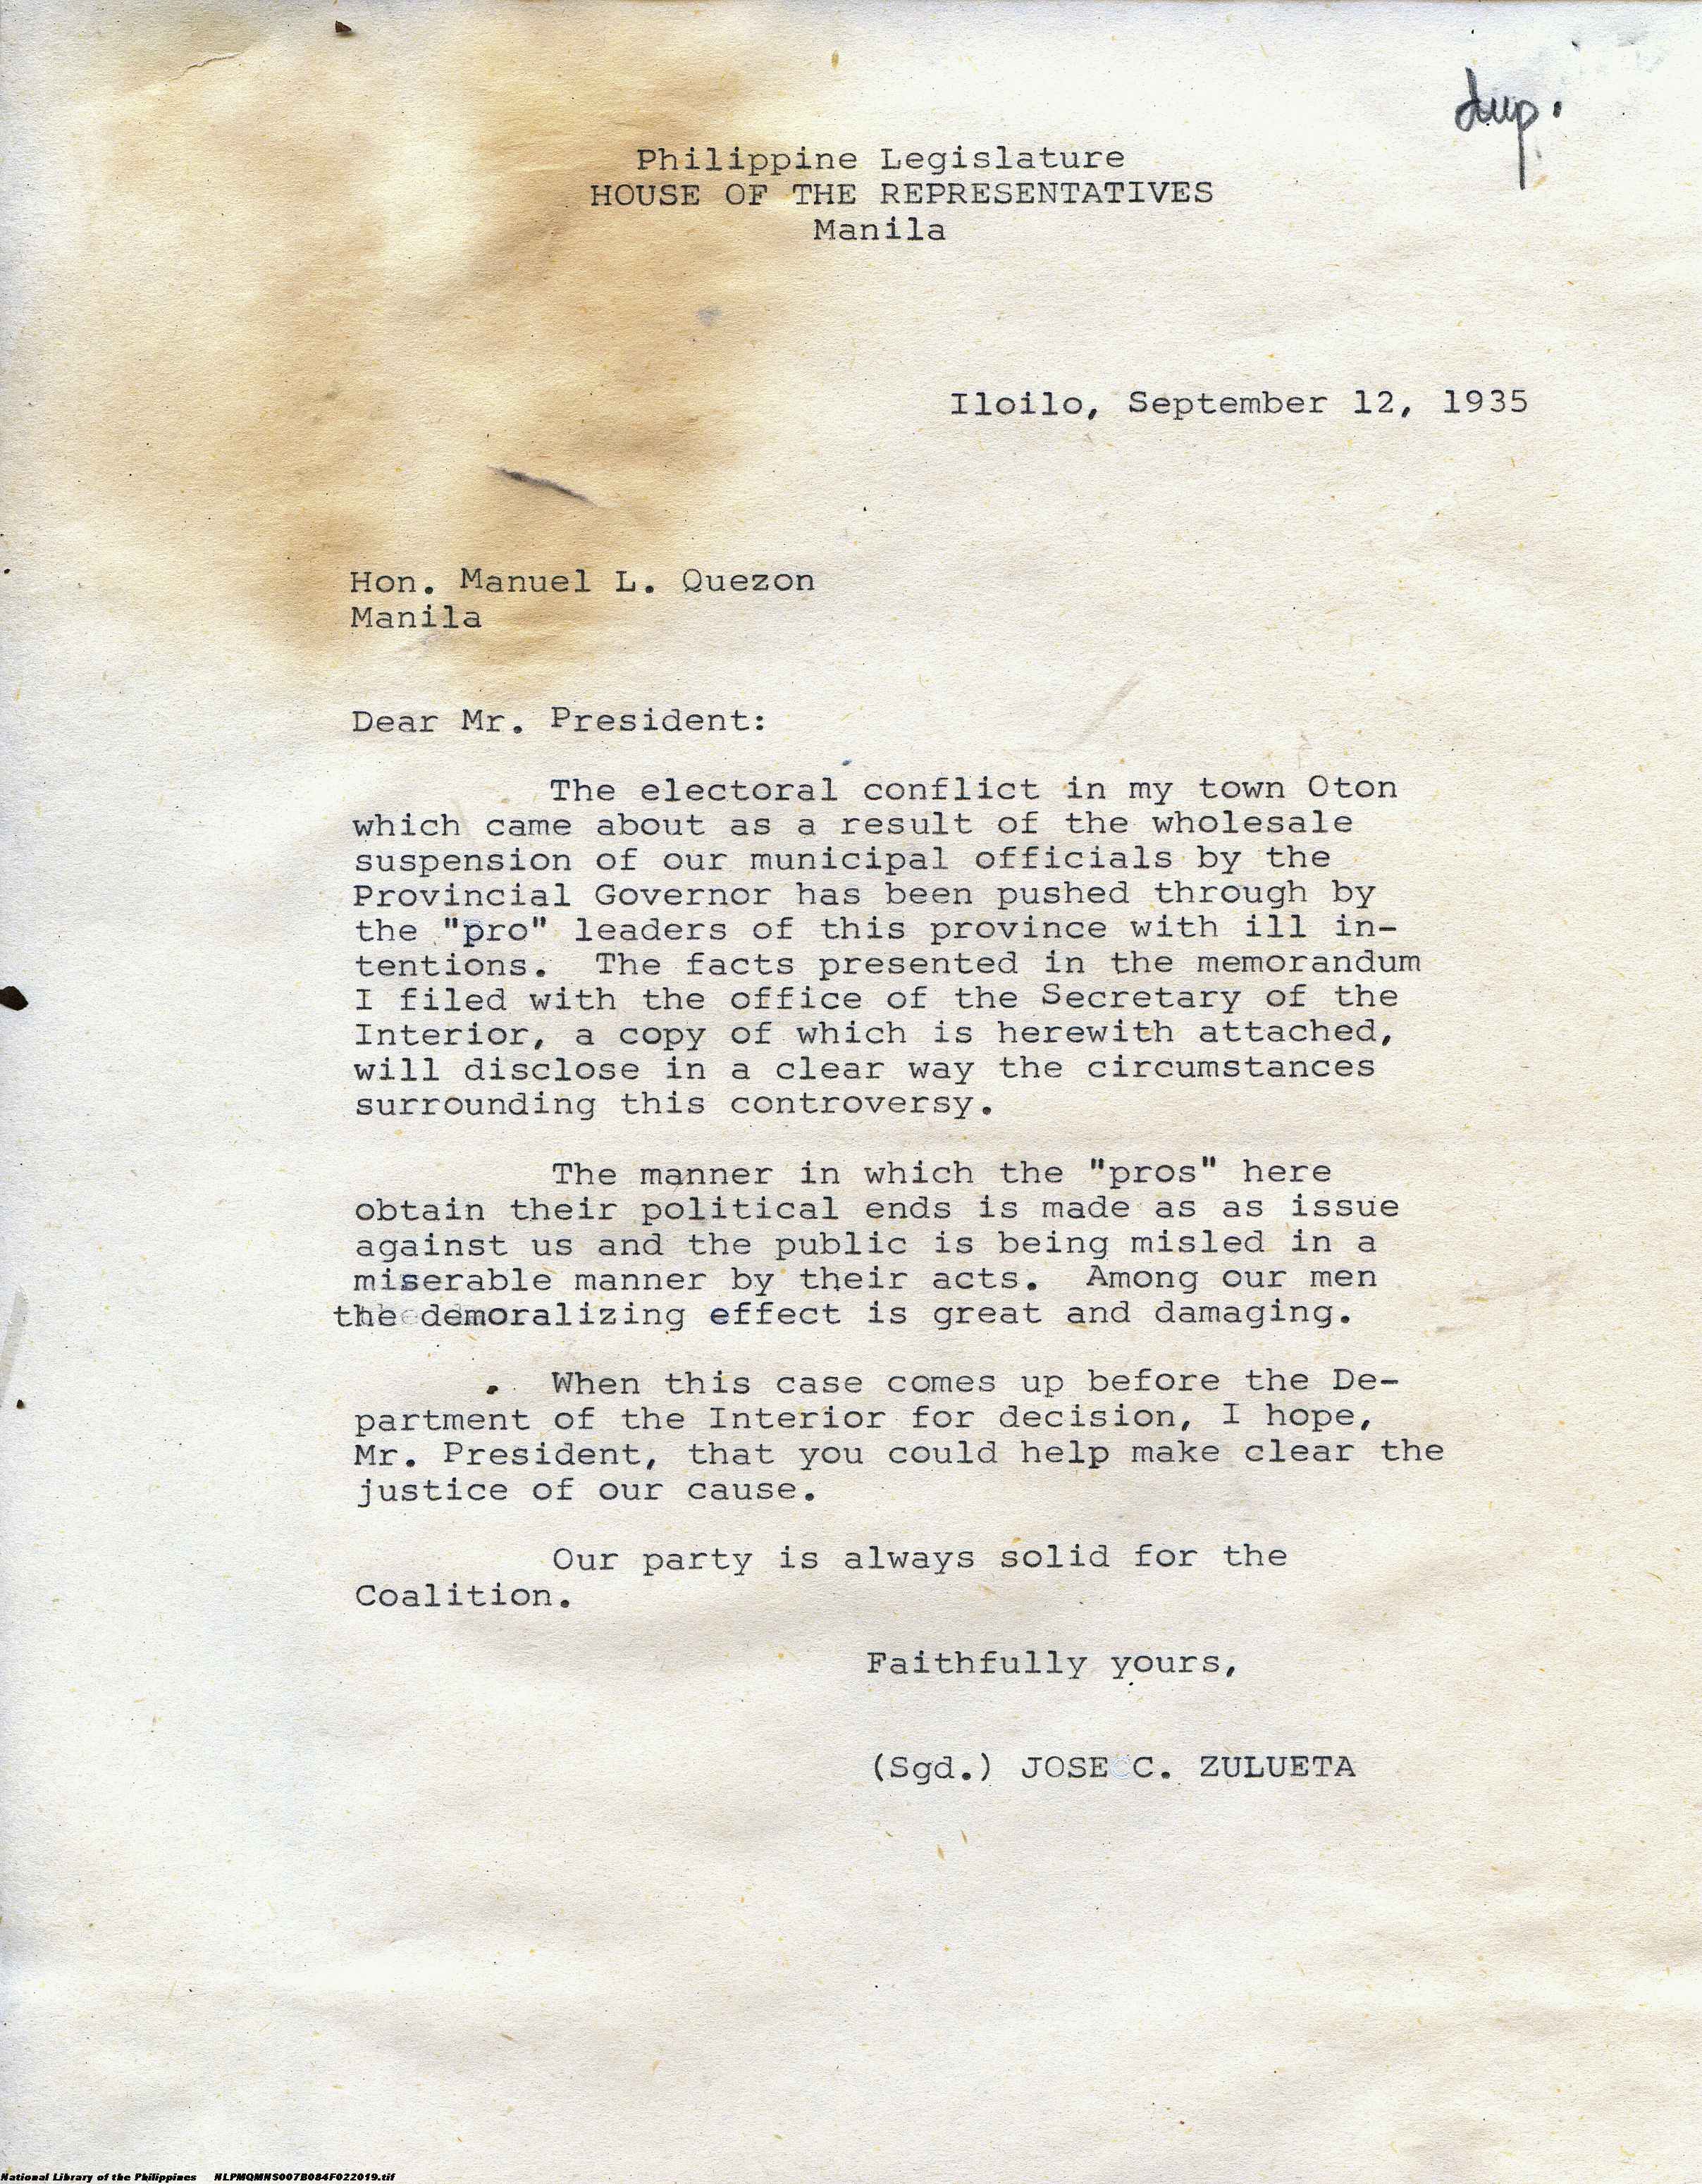 dup.
Philippine Legislature
HOUSE OF THE REPRESENTATIVES
Manila
Iloilo, September 12, 1935
Hon. Manuel L. Quezon
Manila
Dear Mr. President:
The electoral conflict in my town Oton
which came about as a result of the wholesale
suspension of our municipal officials by the
Provincial Governor has been pushed through by
the "pro" leaders of this province with ill in-
tentions. The facts presented in the memorandum
I filed with the office of the Secretary of the
Interior, a copy of which is herewith attached,
will disclose in a clear way the circumstances
surrounding this controversy.
The manner in which the "pros" here
obtain their political ends is made as as issue
against us and the public is being misled in a
miserable manner by their acts. Among our men
the demoralizing effect is great and damaging.
When this case comes up before the De-
partment of the Interior for decision, I hope,
Mr. President, that you could help make clear the
justice of our cause.
Our party is always solid for the
Coalition.
Faithfully yours,
(Sgd.) JOSE C. ZULUETA
National Library of the Philippines NLPMQMNS007B084F022019.tif